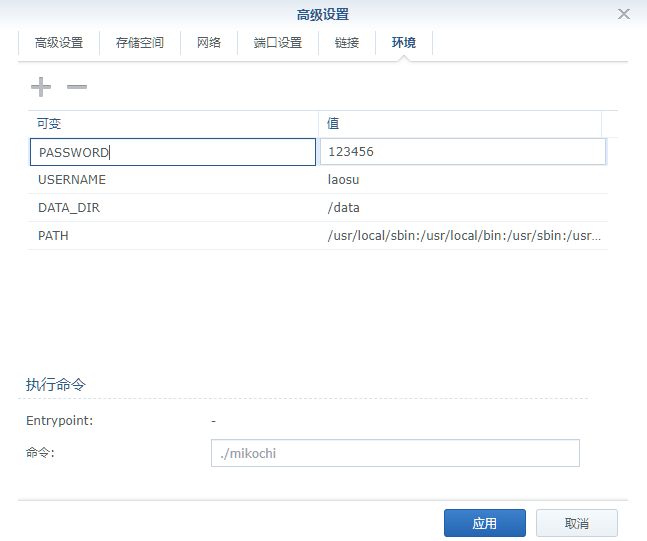 高级设置
高级设置 存储空间 网络 端口设置 链接 环境
可变 值
PASSWORD 123456
USERNAME laosu
DATA_DIR /data
PATH /usr/local/sbin:/usr/local/bin:/usr/sbin:/usr...
执行命令
Entrypoint: -
命令: ./mikochi
应用 取消